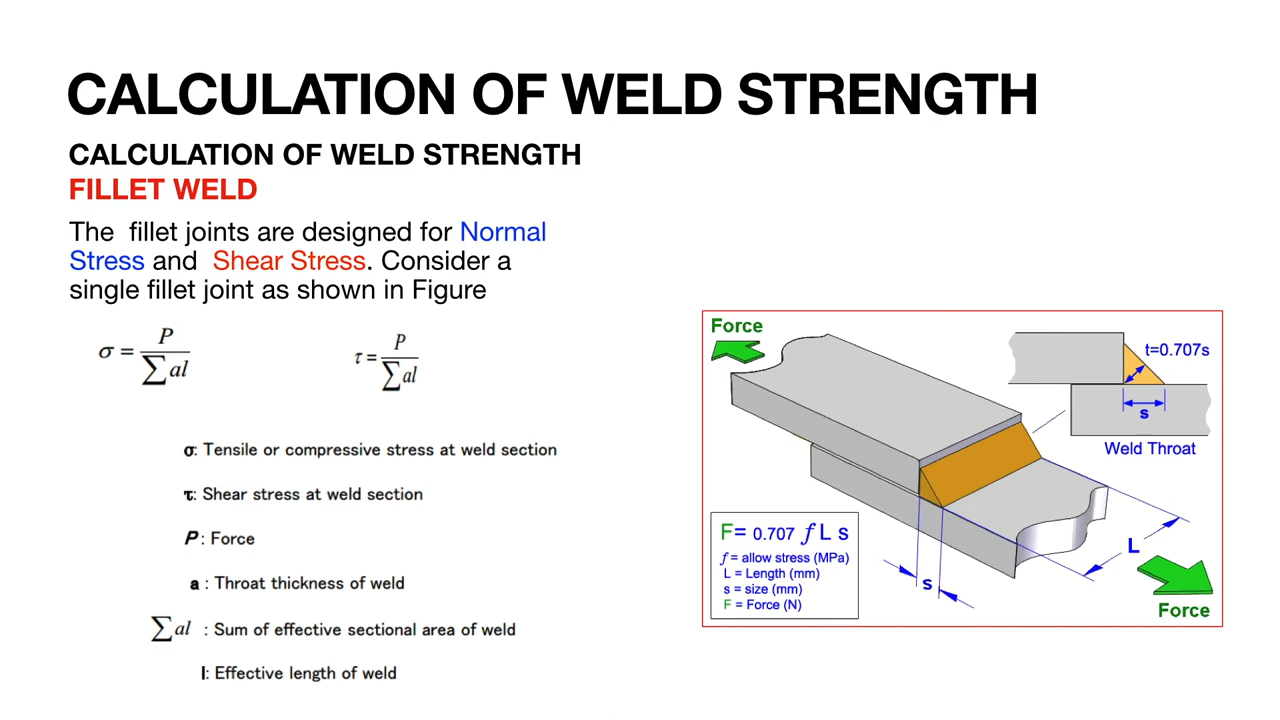 CALCULATION OF WELD STRENGTH
CALCULATION OF WELD STRENGTH
FILLET WELD
The fillet joints are designed for Normal
Stress and Shear Stress. Consider a
single fillet joint as shown in Figure
σ = P / ∑ al
τ = P / ∑ al
σ: Tensile or compressive stress at weld section
τ: Shear stress at weld section
P : Force
a : Throat thickness of weld
∑ al : Sum of effective sectional area of weld
l: Effective length of weld
Force
t=0.707s
s
Weld Throat
F= 0.707 f L s
f = allow stress (MPa)
L = Length (mm)
s = size (mm)
F = Force (N)
s
L
Force